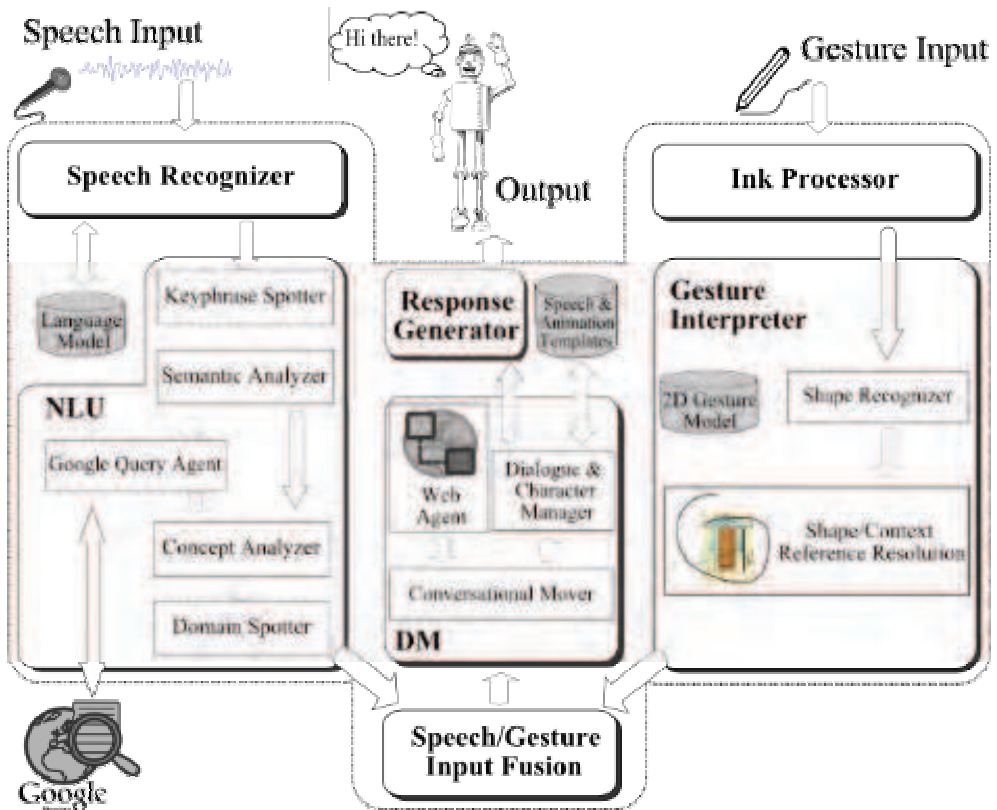 Speech Input
Hi there!
Gesture Input
Speech Recognizer
Output
Ink Processor
Language
Model
Keyphrase Spotter
Semantic Analyzer
NLU
Google Query Agent
Concept Analyzer
Domain Spotter
Response
Generator
Speech &
Animation
Templates
Web
Agent
Dialogue &
Character
Manager
Conversational Mover
DM
Gesture
Interpreter
2D Gesture
Model
Shape Recognizer
Shape/Context
Reference Resolution
Speech/Gesture
Input Fusion
Google